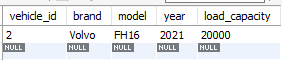 vehicle_id brand model year load_capacity
2 Volvo FH16 2021 20000
NULL NULL NULL NULL NULL